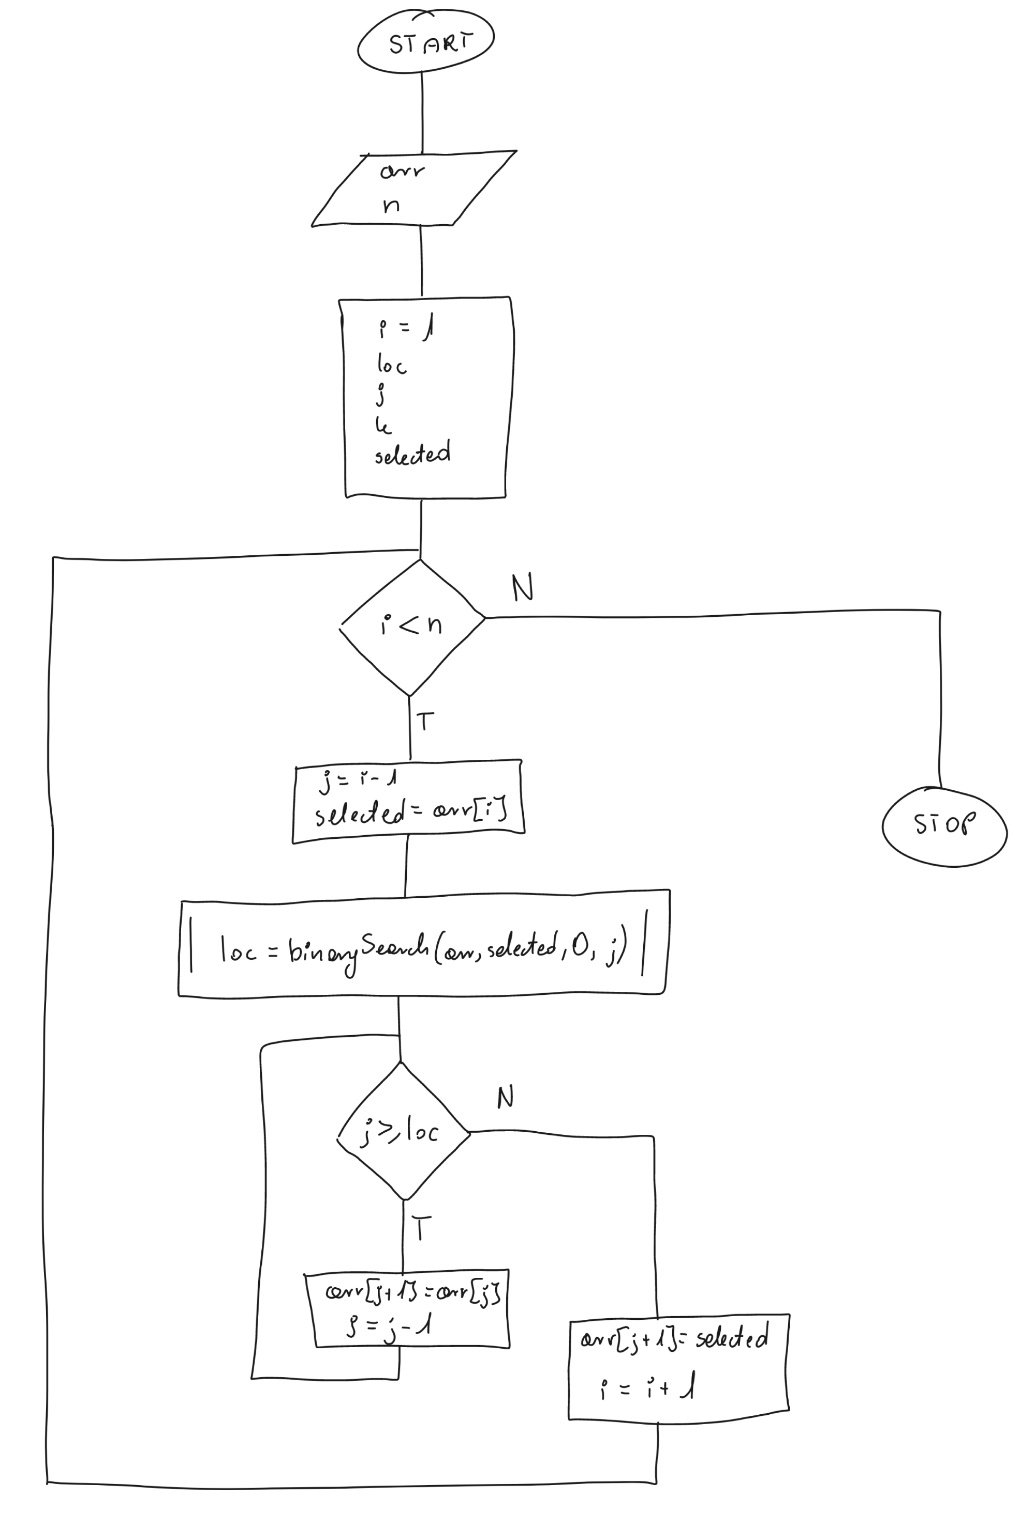 START
arr
n
i = 1
loc
j
k
selected
i < n
N
T
j = i - 1
selected = arr[i]
STOP
loc = binarySearch(arr, selected, 0, j)
j ≥ loc
N
T
arr[j+1] = arr[j]
j = j - 1
arr[j+1] = selected
i = i + 1